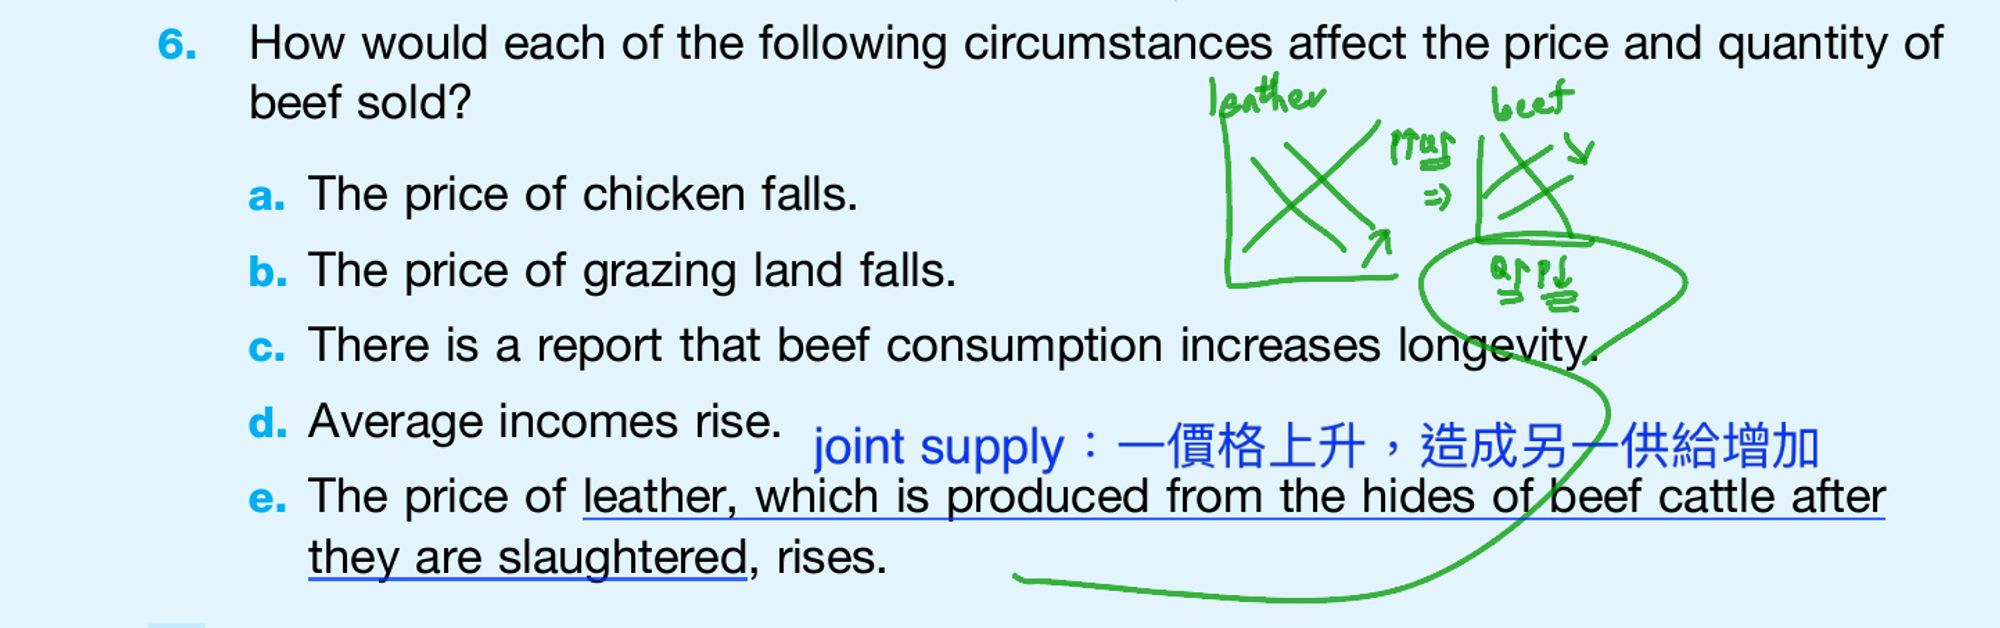 6. How would each of the following circumstances affect the price and quantity of
beef sold?
leather
beef
P↑Q↑
⇒
Q↑ P↓
a. The price of chicken falls.
b. The price of grazing land falls.
c. There is a report that beef consumption increases longevity.
d. Average incomes rise.
joint supply：一價格上升，造成另一供給增加
e. The price of leather, which is produced from the hides of beef cattle after
they are slaughtered, rises.